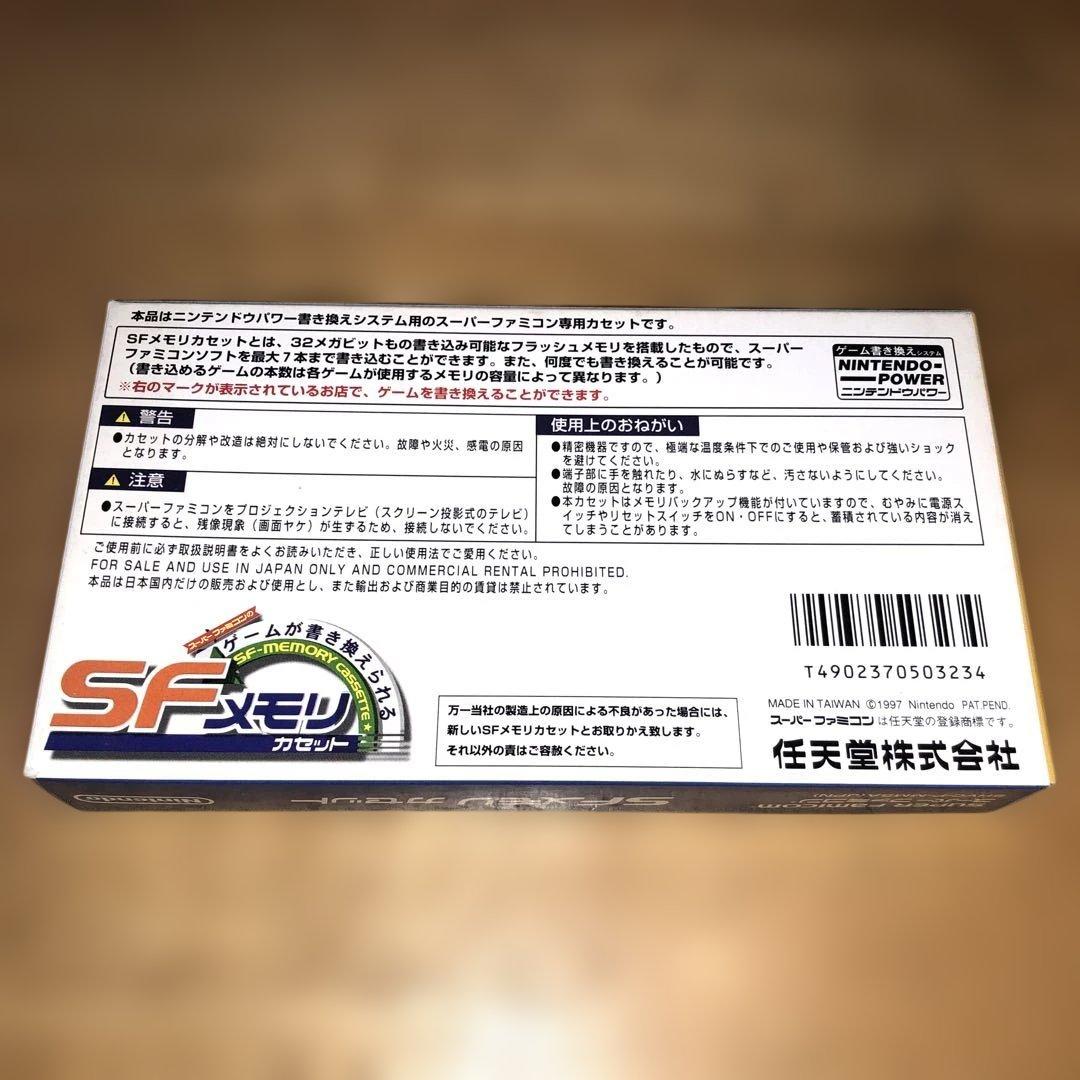 本品はニンテンドウパワー書き換えシステム用のスーパーファミコン専用カセットです。
SFメモリカセットとは、32メガビットもの書き込み可能なフラッシュメモリを搭載したもので、スーパー
ファミコンソフトを最大7本まで書き込むことができます。また、何度でも書き換えることが可能です。
(書き込めるゲームの本数は各ゲームが使用するメモリの容量によって異なります。)
※右のマークが表示されているお店で、ゲームを書き換えることができます。
ゲーム書き換えシステム
NINTENDO-
POWER
ニンテンドウパワー
警告
●カセットの分解や改造は絶対にしないでください。故障や火災、感電の原因
となります。
注意
●スーパーファミコンをプロジェクションテレビ(スクリーン投影式のテレビ)
に接続すると、残像現象(画面ヤケ)が生ずるため、接続しないでください。
使用上のおねがい
●精密機器ですので、極端な温度条件下でのご使用や保管および強いショック
を避けてください。
●端子部に手を触れたり、水にぬらすなど、汚さないようにしてください。
故障の原因となります。
●本カセットはメモリバックアップ機能が付いていますので、むやみに電源ス
イッチやリセットスイッチをON・OFFにすると、蓄積されている内容が消え
てしまうことがあります。
ご使用前に必ず取扱説明書をよくお読みいただき、正しい使用法でご愛用ください。
FOR SALE AND USE IN JAPAN ONLY AND COMMERCIAL RENTAL PROHIBITED.
本品は日本国内だけの販売および使用とし、また輸出および商業目的の賃貸は禁止されています。
スーパーファミコンの
ゲームが書き換えられる
SF-MEMORY CASSETTE★
SFメモリ
カセット
万一当社の製造上の原因による不良があった場合には、
新しいSFメモリカセットとお取りかえ致します。
それ以外の責はご容赦ください。
T4902370503234
MADE IN TAIWAN ©1997 Nintendo PAT.PEND.
スーパーファミコンは任天堂の登録商標です。
任天堂株式会社
Nintendo
SFメモリ カセット
SUPER Famicom